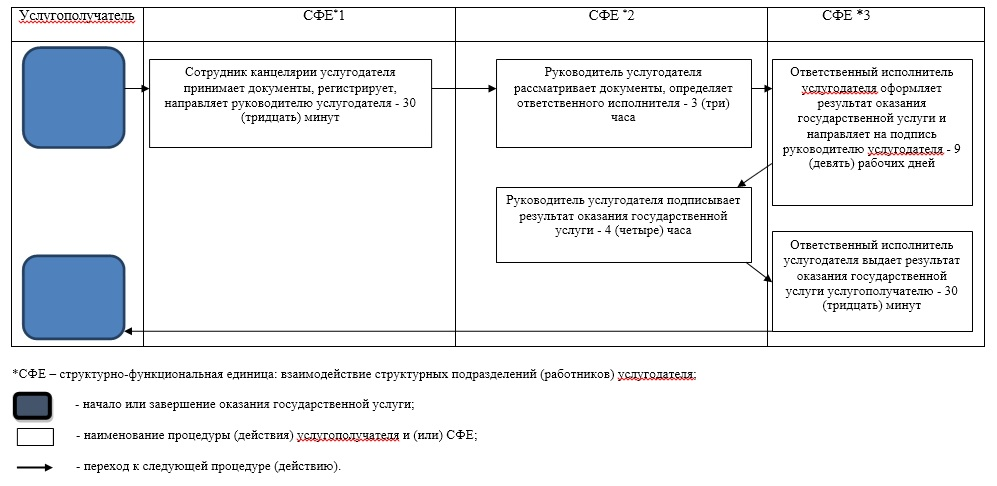 Услугополучатель
СФЕ*1
СФЕ *2
СФЕ *3
Сотрудник канцелярии услугодателя
принимает документы, регистрирует,
направляет руководителю услугодателя - 30
(тридцать) минут
Руководитель услугодателя
рассматривает документы, определяет
ответственного исполнителя - 3 (три)
часа
Ответственный исполнитель
услугодателя оформляет
результат оказания
государственной услуги и
направляет на подпись
руководителю услугодателя - 9
(девять) рабочих дней
Руководитель услугодателя подписывает
результат оказания государственной
услуги - 4 (четыре) часа
Ответственный исполнитель
услугодателя выдает результат
оказания государственной
услуги услугополучателю - 30
(тридцать) минут
*СФЕ – структурно-функциональная единица: взаимодействие структурных подразделений (работников) услугодателя;
- начало или завершение оказания государственной услуги;
- наименование процедуры (действия) услугополучателя и (или) СФЕ;
- переход к следующей процедуре (действию).